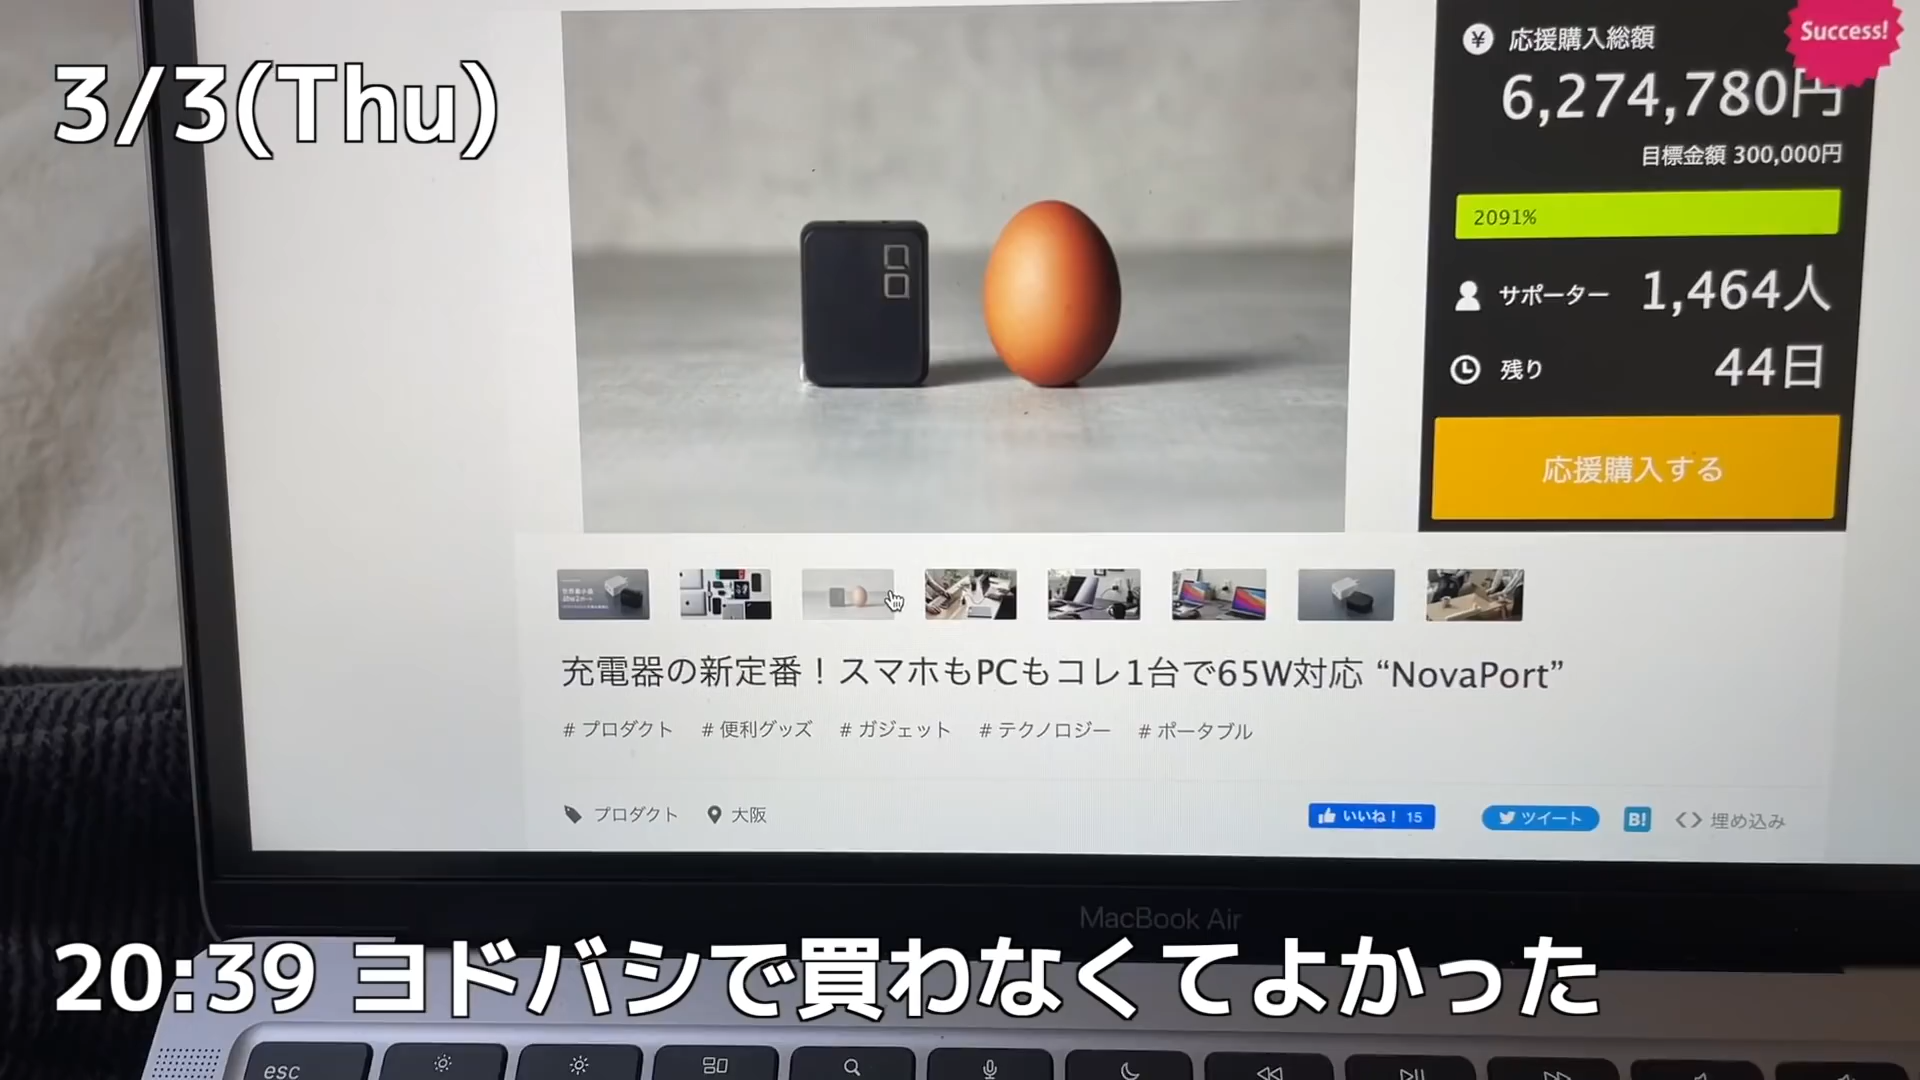 3/3(Thu)
応援購入総額
Success!
6,274,780円
目標金額 300,000円
2091%
サポーター 1,464人
残り 44日
応援購入する
充電器の新定番！スマホもPCもコレ1台で65W対応 “NovaPort”
# プロダクト # 便利グッズ # ガジェット # テクノロジー # ポータブル
プロダクト 大阪
いいね！ 15 ツイート B! 埋め込み
MacBook Air
20:39 ヨドバシで買わなくてよかった
esc